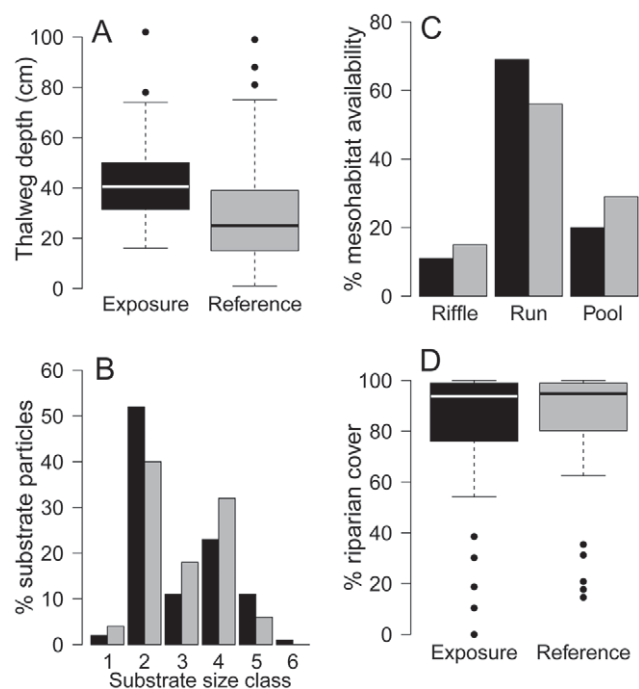 A
Thalweg depth (cm)
100
80
60
40
20
0
Exposure Reference
C
% mesohabitat availability
80
60
40
20
0
Riffle Run Pool
B
% substrate particles
60
50
40
30
20
10
0
1 2 3 4 5 6
Substrate size class
D
% riparian cover
100
80
60
40
20
0
Exposure Reference